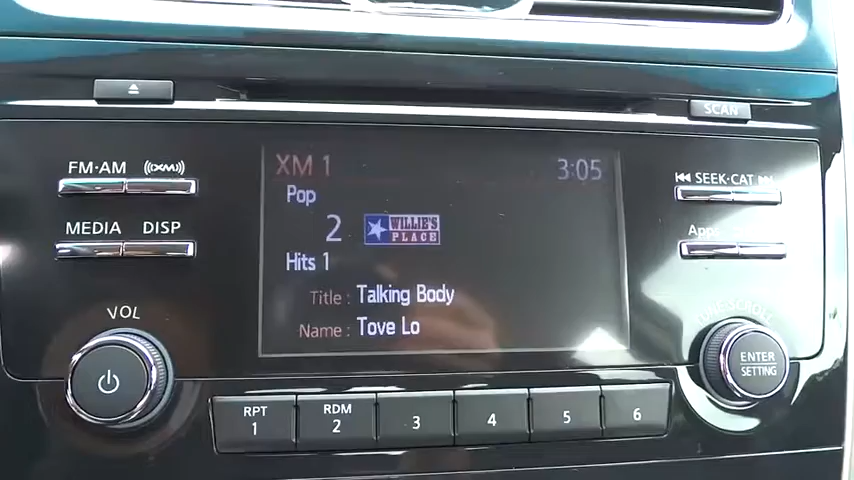 SCAN
FM·AM
XM
XM 1
3:05
SEEK·CAT
Pop
MEDIA
DISP
2
WILLIE'S
PLACE
Hits 1
Title : Talking Body
Name : Tove Lo
VOL
ENTER
SETTING
RPT
1
RDM
2
3
4
5
6